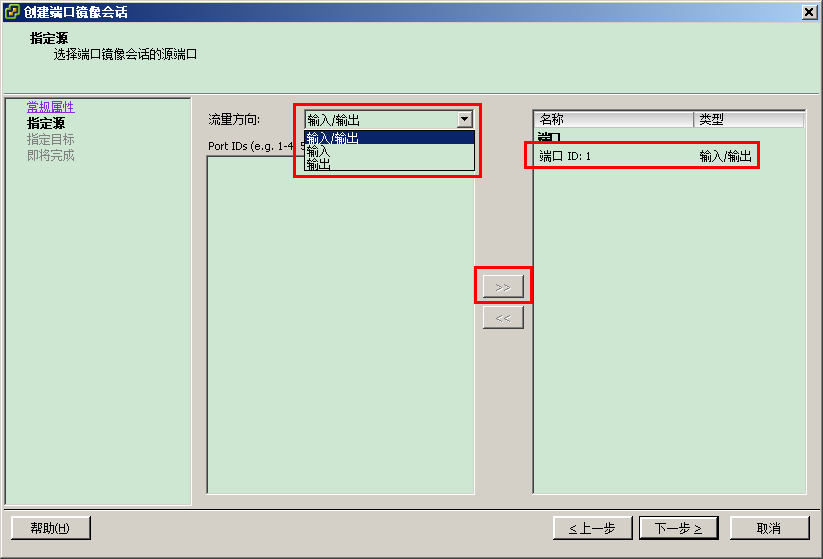 创建端口镜像会话
指定源
选择端口镜像会话的源端口
常规属性
指定源
指定目标
即将完成
流量方向:
输入/输出
输入/输出
输入
输出
Port IDs (e.g. 1-4, 5
>>
<<
名称 类型
端口
端口 ID: 1 输入/输出
帮助(H)
≤上一步
下一步 ≥
取消